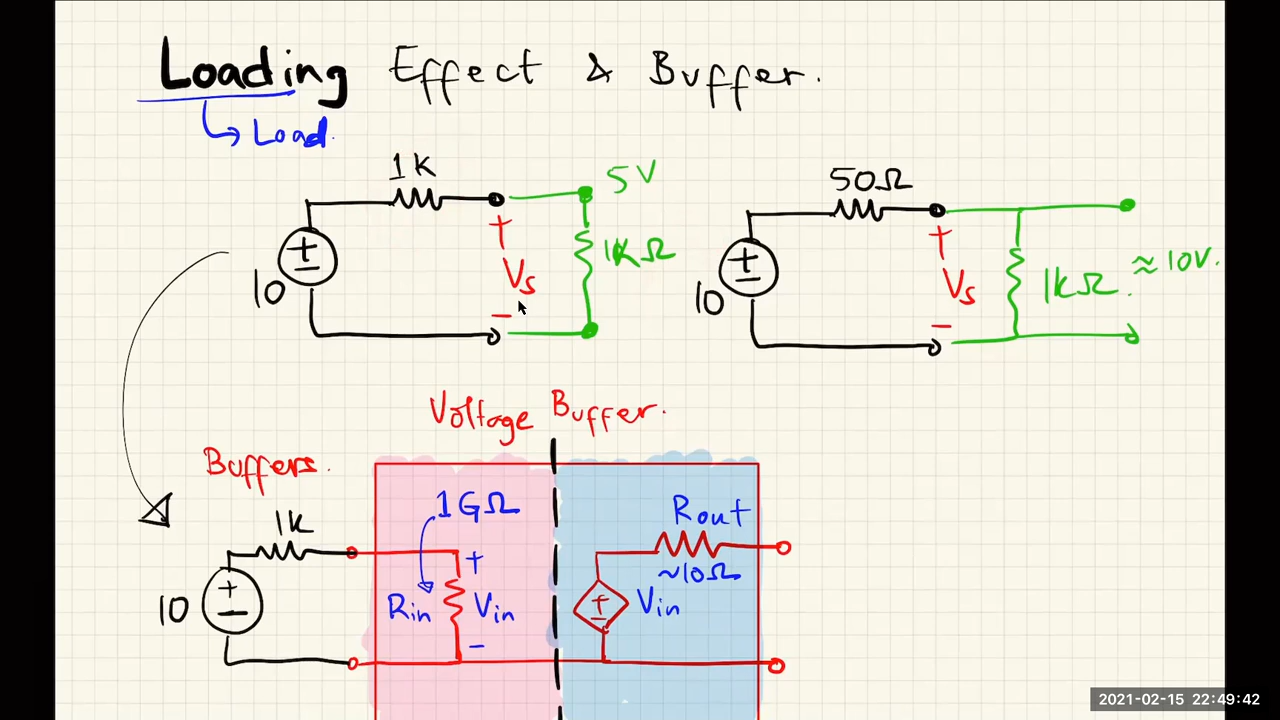 Loading Effect & Buffer.
Load.
1K
5V
+
Vs
-
1KΩ
+
-
10
50Ω
+
Vs
-
1KΩ
≈10V.
+
-
10
Voltage Buffer.
Buffers.
1K
+
-
10
1GΩ
Rin
+
Vin
-
Rout
~10Ω
+
-
Vin
2021-02-15 22:49:42